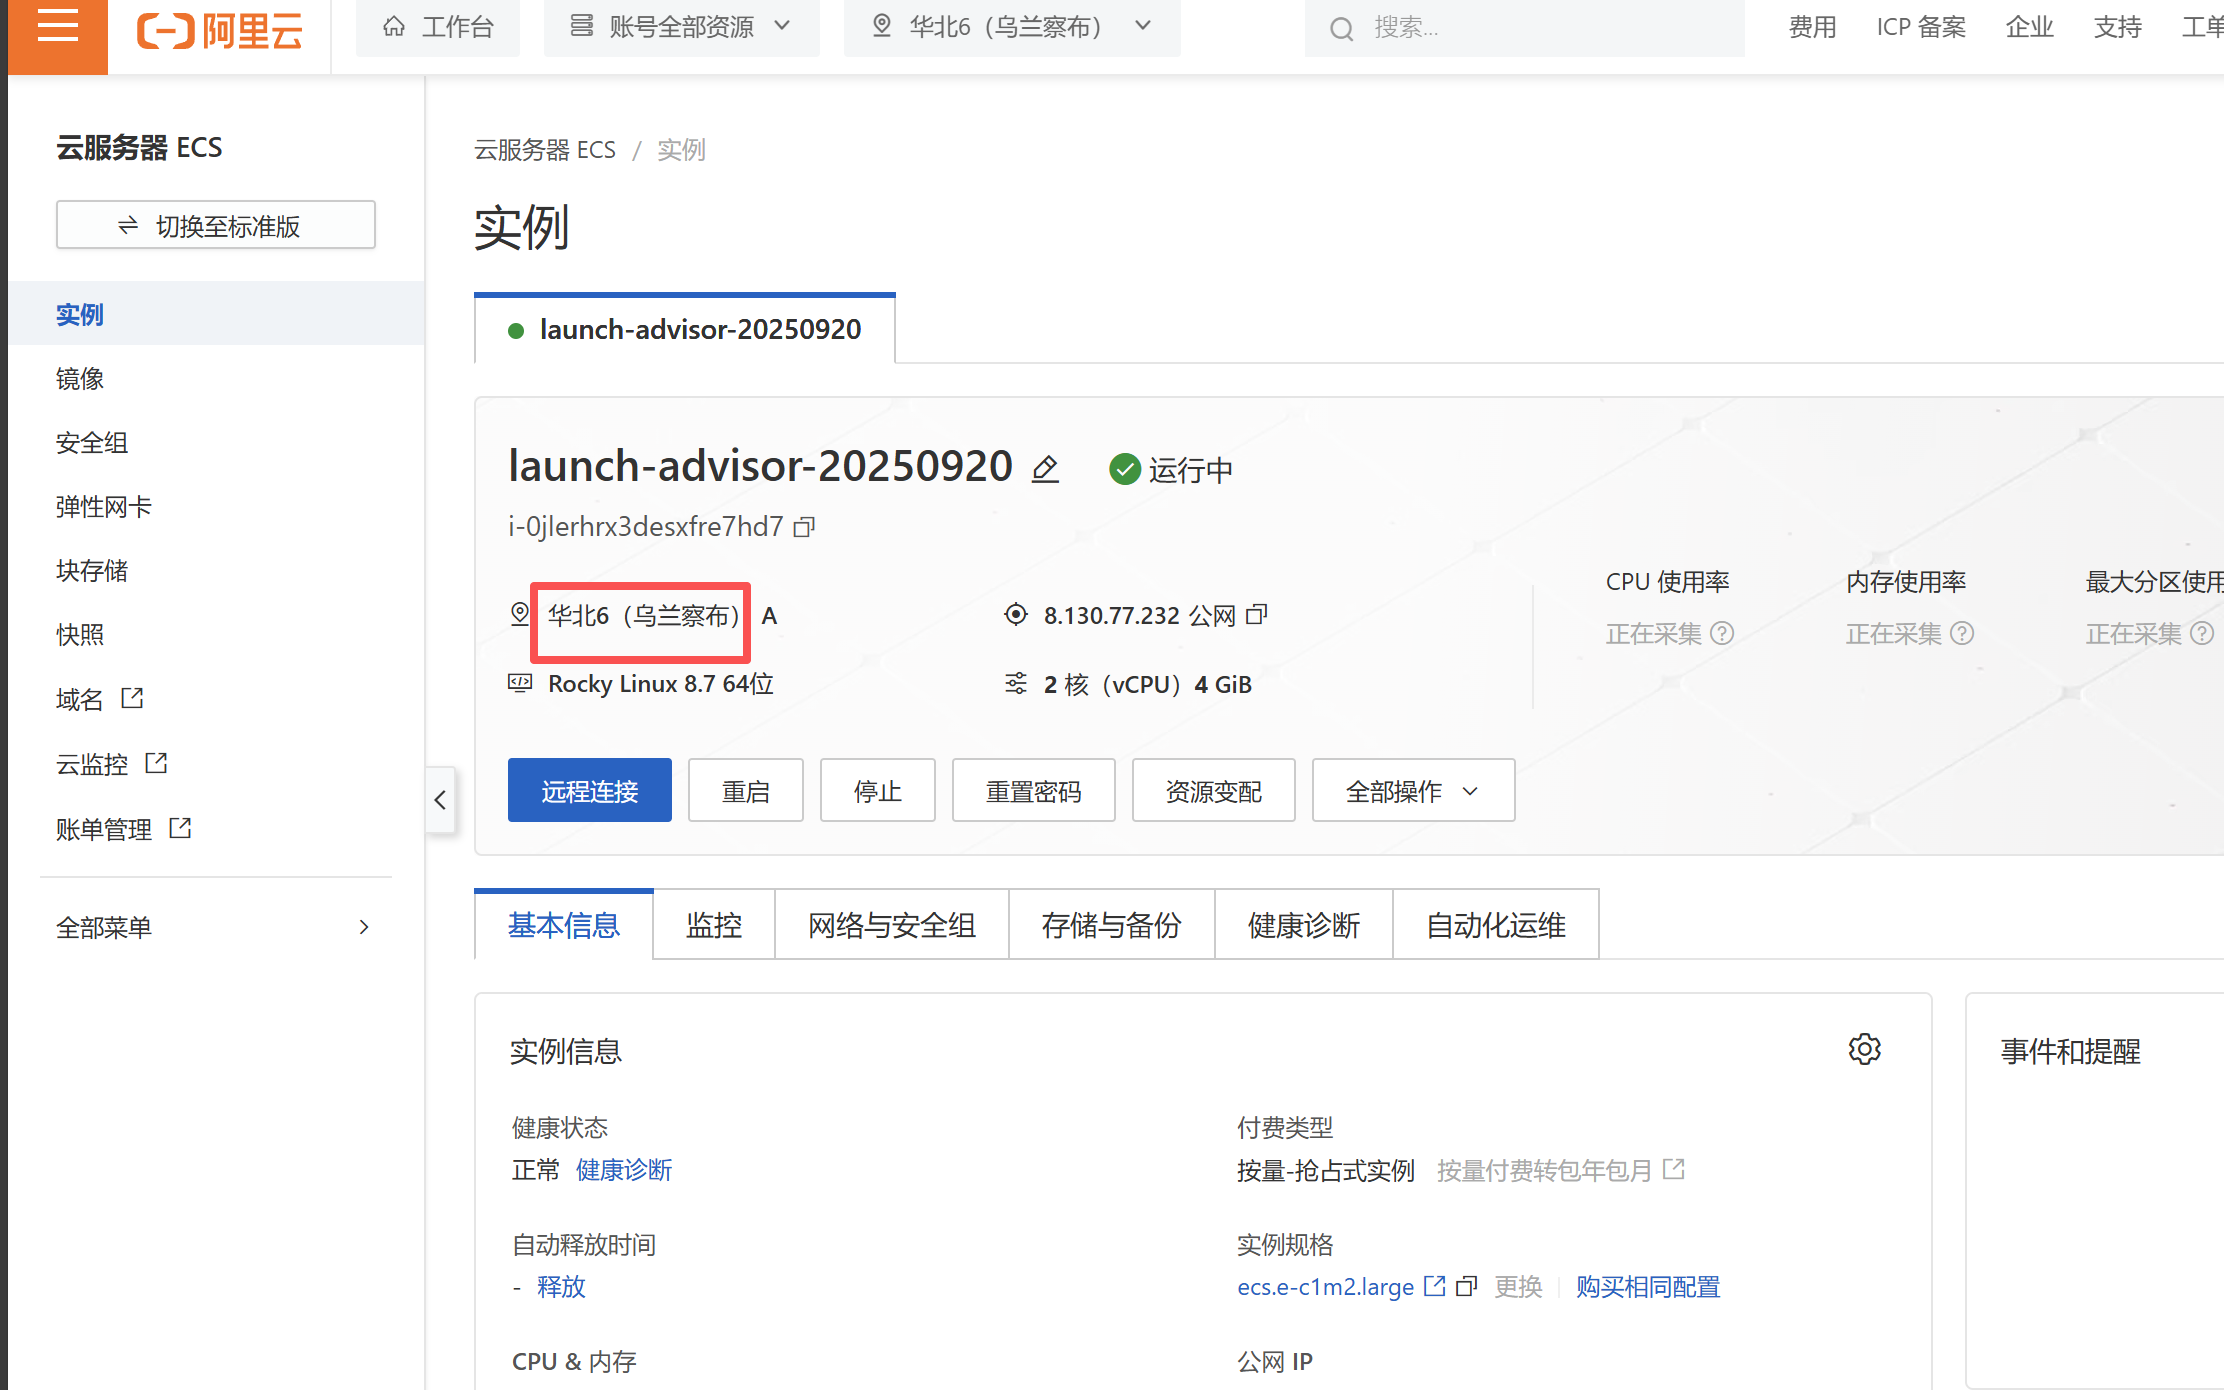 阿里云
工作台
账号全部资源
华北6（乌兰察布）
搜索...
费用
ICP 备案
企业
支持
工单
云服务器 ECS
切换至标准版
实例
镜像
安全组
弹性网卡
块存储
快照
域名
云监控
账单管理
全部菜单
云服务器 ECS / 实例
实例
launch-advisor-20250920
launch-advisor-20250920
运行中
i-0jlerhrx3desxfre7hd7
华北6（乌兰察布） A
8.130.77.232 公网
Rocky Linux 8.7 64位
2 核（vCPU）4 GiB
CPU 使用率
正在采集
内存使用率
正在采集
最大分区使用
正在采集
远程连接
重启
停止
重置密码
资源变配
全部操作
基本信息
监控
网络与安全组
存储与备份
健康诊断
自动化运维
实例信息
健康状态
正常 健康诊断
付费类型
按量-抢占式实例 按量付费转包年包月
自动释放时间
- 释放
实例规格
ecs.e-c1m2.large 更换 购买相同配置
CPU & 内存
公网 IP
事件和提醒